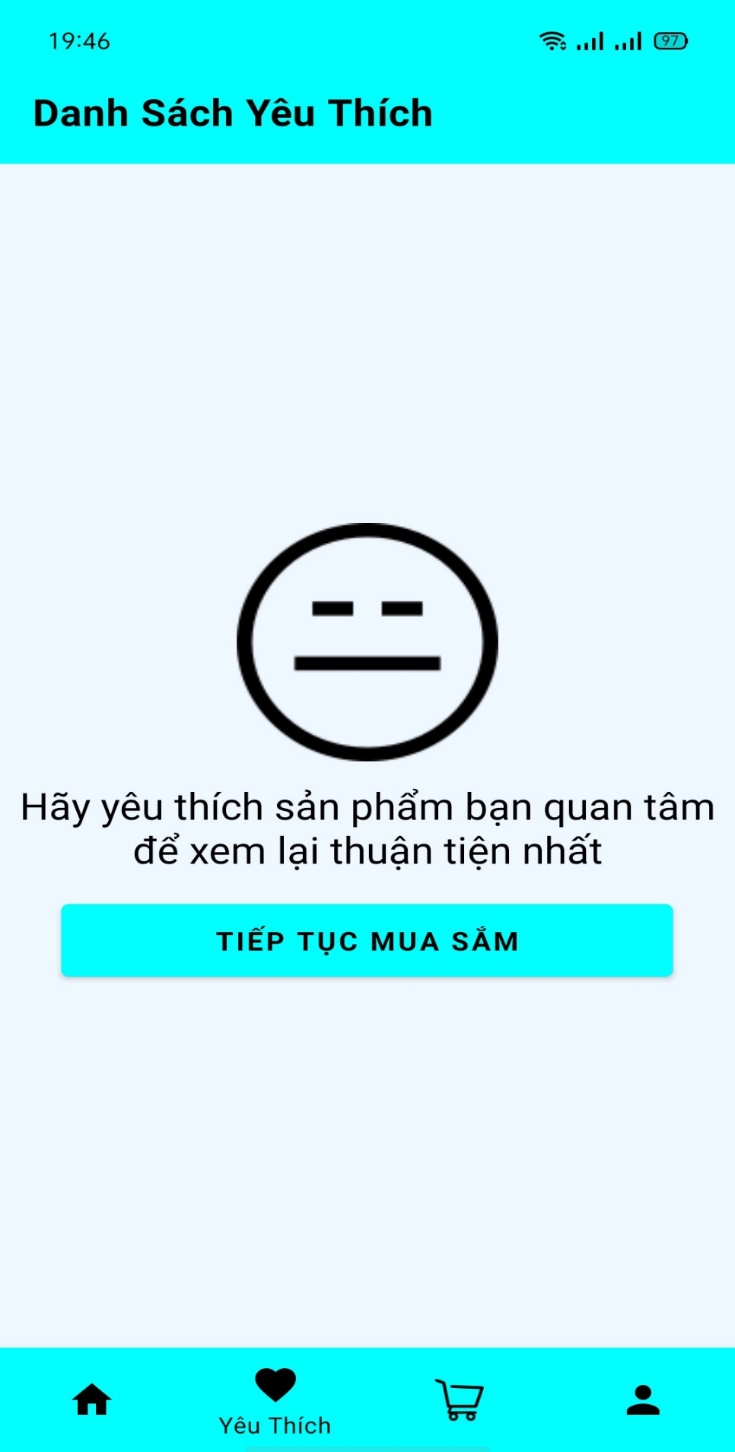 19:46
97
Danh Sách Yêu Thích
Hãy yêu thích sản phẩm bạn quan tâm
để xem lại thuận tiện nhất
TIẾP TỤC MUA SẮM
Yêu Thích